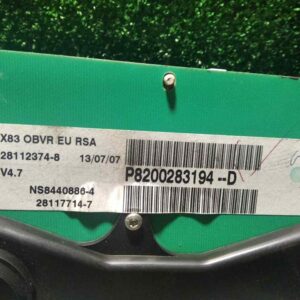 X83 OBVR EU RSA
28112374-8 13/07/07
V4.7
P8200283194--D
NS8440886-4
28117714-7